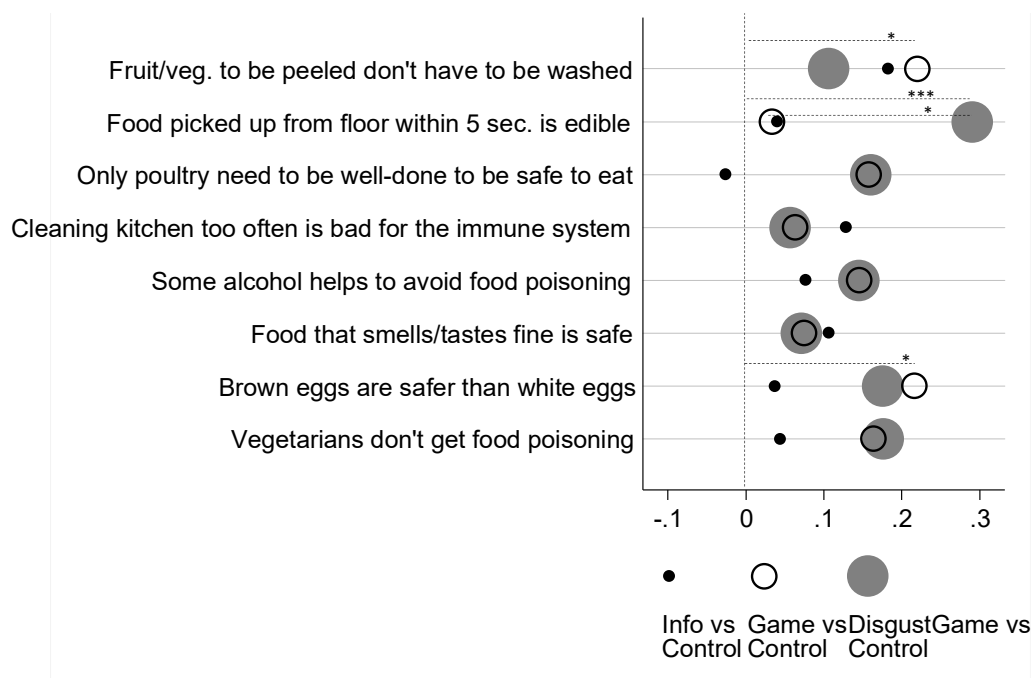 *
Fruit/veg. to be peeled don't have to be washed
***
*
Food picked up from floor within 5 sec. is edible
Only poultry need to be well-done to be safe to eat
Cleaning kitchen too often is bad for the immune system
Some alcohol helps to avoid food poisoning
Food that smells/tastes fine is safe
*
Brown eggs are safer than white eggs
Vegetarians don't get food poisoning
-.1 0 .1 .2 .3
Info vs Game vs DisgustGame vs
Control Control Control